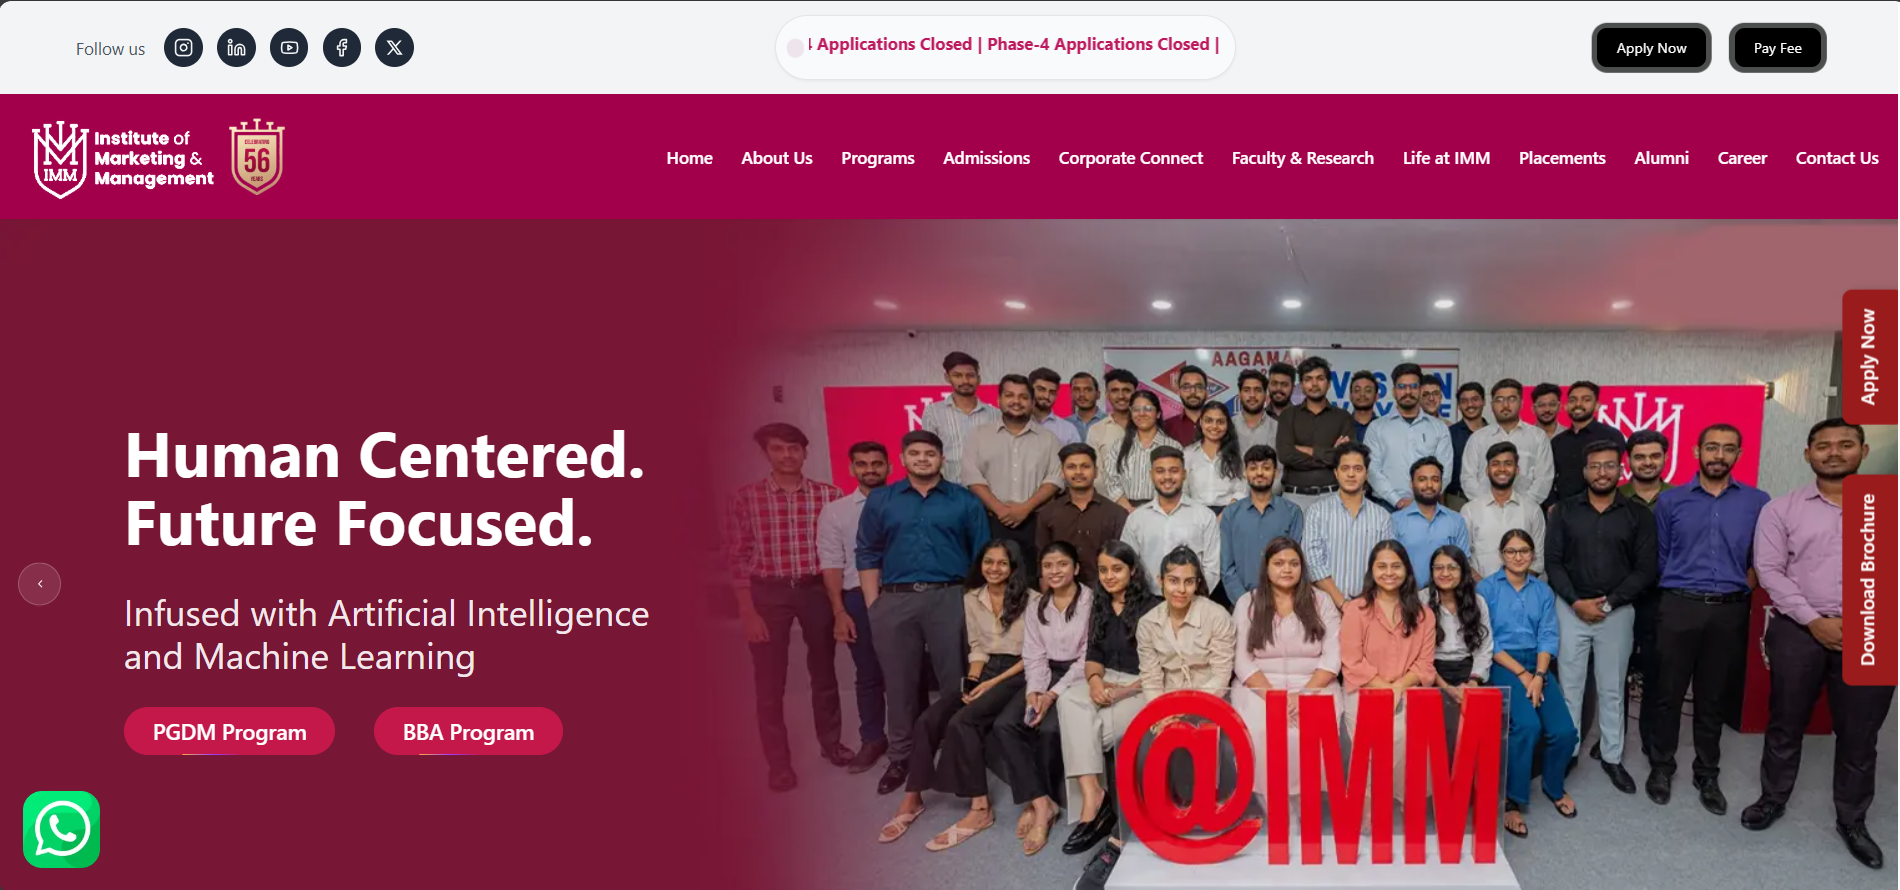 Follow us
Applications Closed | Phase-4 Applications Closed |
Apply Now
Pay Fee
IMM
Institute of
Marketing &
Management
CELEBRATING
56
YEARS
Home
About Us
Programs
Admissions
Corporate Connect
Faculty & Research
Life at IMM
Placements
Alumni
Career
Contact Us
Human Centered.
Future Focused.
Infused with Artificial Intelligence
and Machine Learning
PGDM Program
BBA Program
AAGAMAN
@IMM
Apply Now
Download Brochure